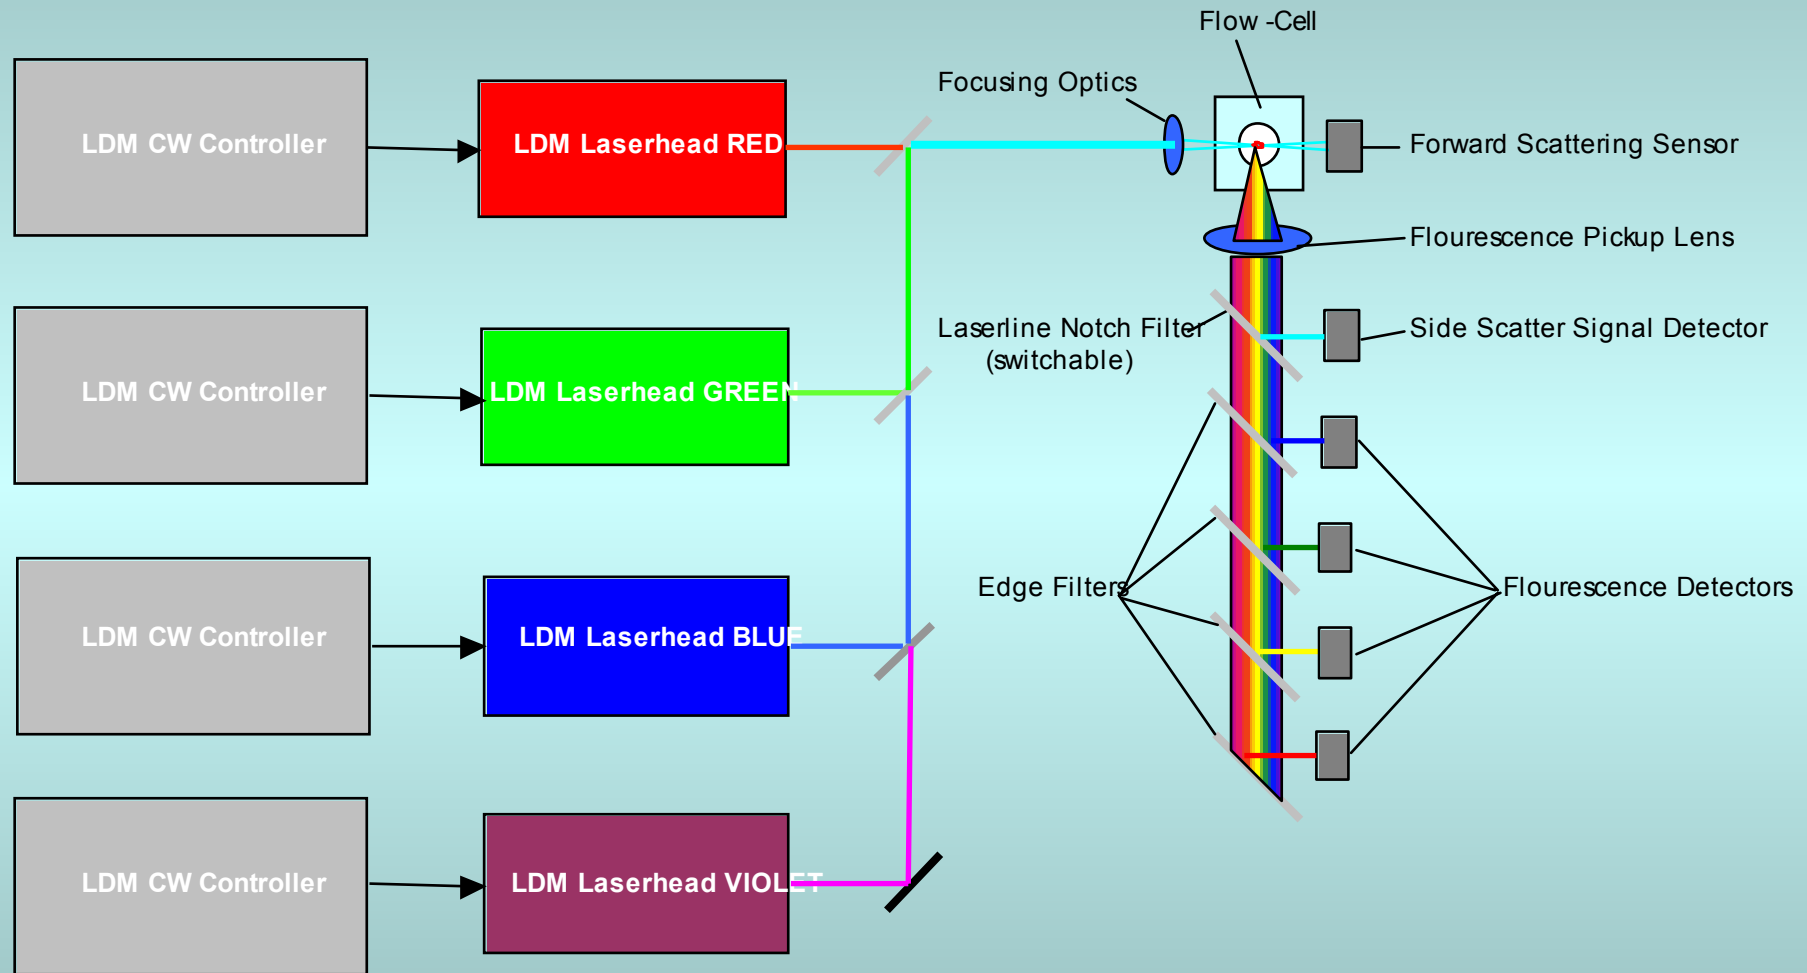 Flow -Cell
Focusing Optics
LDM CW Controller
LDM Laserhead RED
Forward Scattering Sensor
Flourescence Pickup Lens
Laserline Notch Filter
(switchable)
Side Scatter Signal Detector
LDM CW Controller
LDM Laserhead GREEN
Edge Filters
Flourescence Detectors
LDM CW Controller
LDM Laserhead BLUE
LDM CW Controller
LDM Laserhead VIOLET